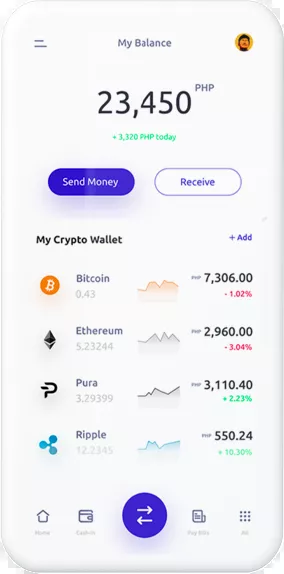 My Balance
23,450 PHP
+ 3,320 PHP today
Send Money
Receive
My Crypto Wallet
+ Add
Bitcoin
0.43
PHP 7,306.00
- 1.02%
Ethereum
5.23244
PHP 2,960.00
- 3.04%
Pura
3,29399
PHP 3,110.40
+ 2,23%
Ripple
12.2345
PHP 550.24
+ 10.30%
Home
Cash-in
Pay Bills
All